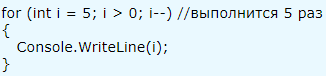 for (int i = 5; i > 0; i--) //выполнится 5 раз
{
Console.WriteLine(i);
}